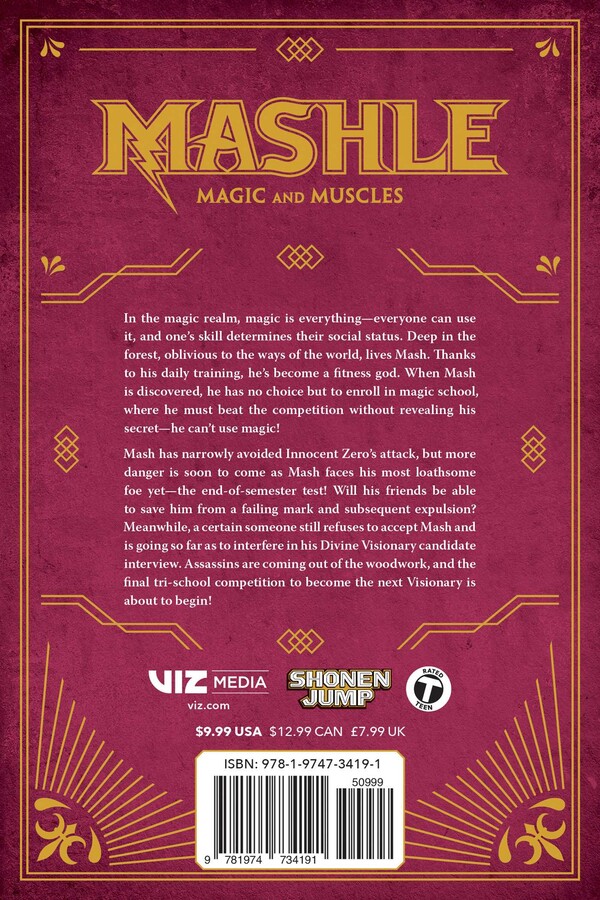 MASHLE
MAGIC AND MUSCLES
In the magic realm, magic is everything—everyone can use
it, and one's skill determines their social status. Deep in the
forest, oblivious to the ways of the world, lives Mash. Thanks
to his daily training, he's become a fitness god. When Mash
is discovered, he has no choice but to enroll in magic school,
where he must beat the competition without revealing his
secret—he can't use magic!
Mash has narrowly avoided Innocent Zero's attack, but more
danger is soon to come as Mash faces his most loathsome
foe yet—the end-of-semester test! Will his friends be able
to save him from a failing mark and subsequent expulsion?
Meanwhile, a certain someone still refuses to accept Mash and
is going so far as to interfere in his Divine Visionary candidate
interview. Assassins are coming out of the woodwork, and the
final tri-school competition to become the next Visionary is
about to begin!
VIZ MEDIA
viz.com
SHONEN
JUMP
RATED
T
TEEN
$9.99 USA $12.99 CAN £7.99 UK
ISBN: 978-1-9747-3419-1
50999
9 781974 734191